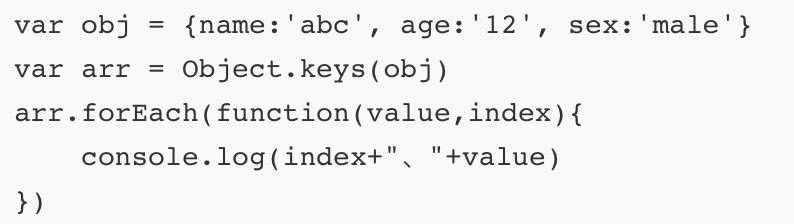 var obj = {name:'abc', age:'12', sex:'male'}
var arr = Object.keys(obj)
arr.forEach(function(value,index){
    console.log(index+"、"+value)
})